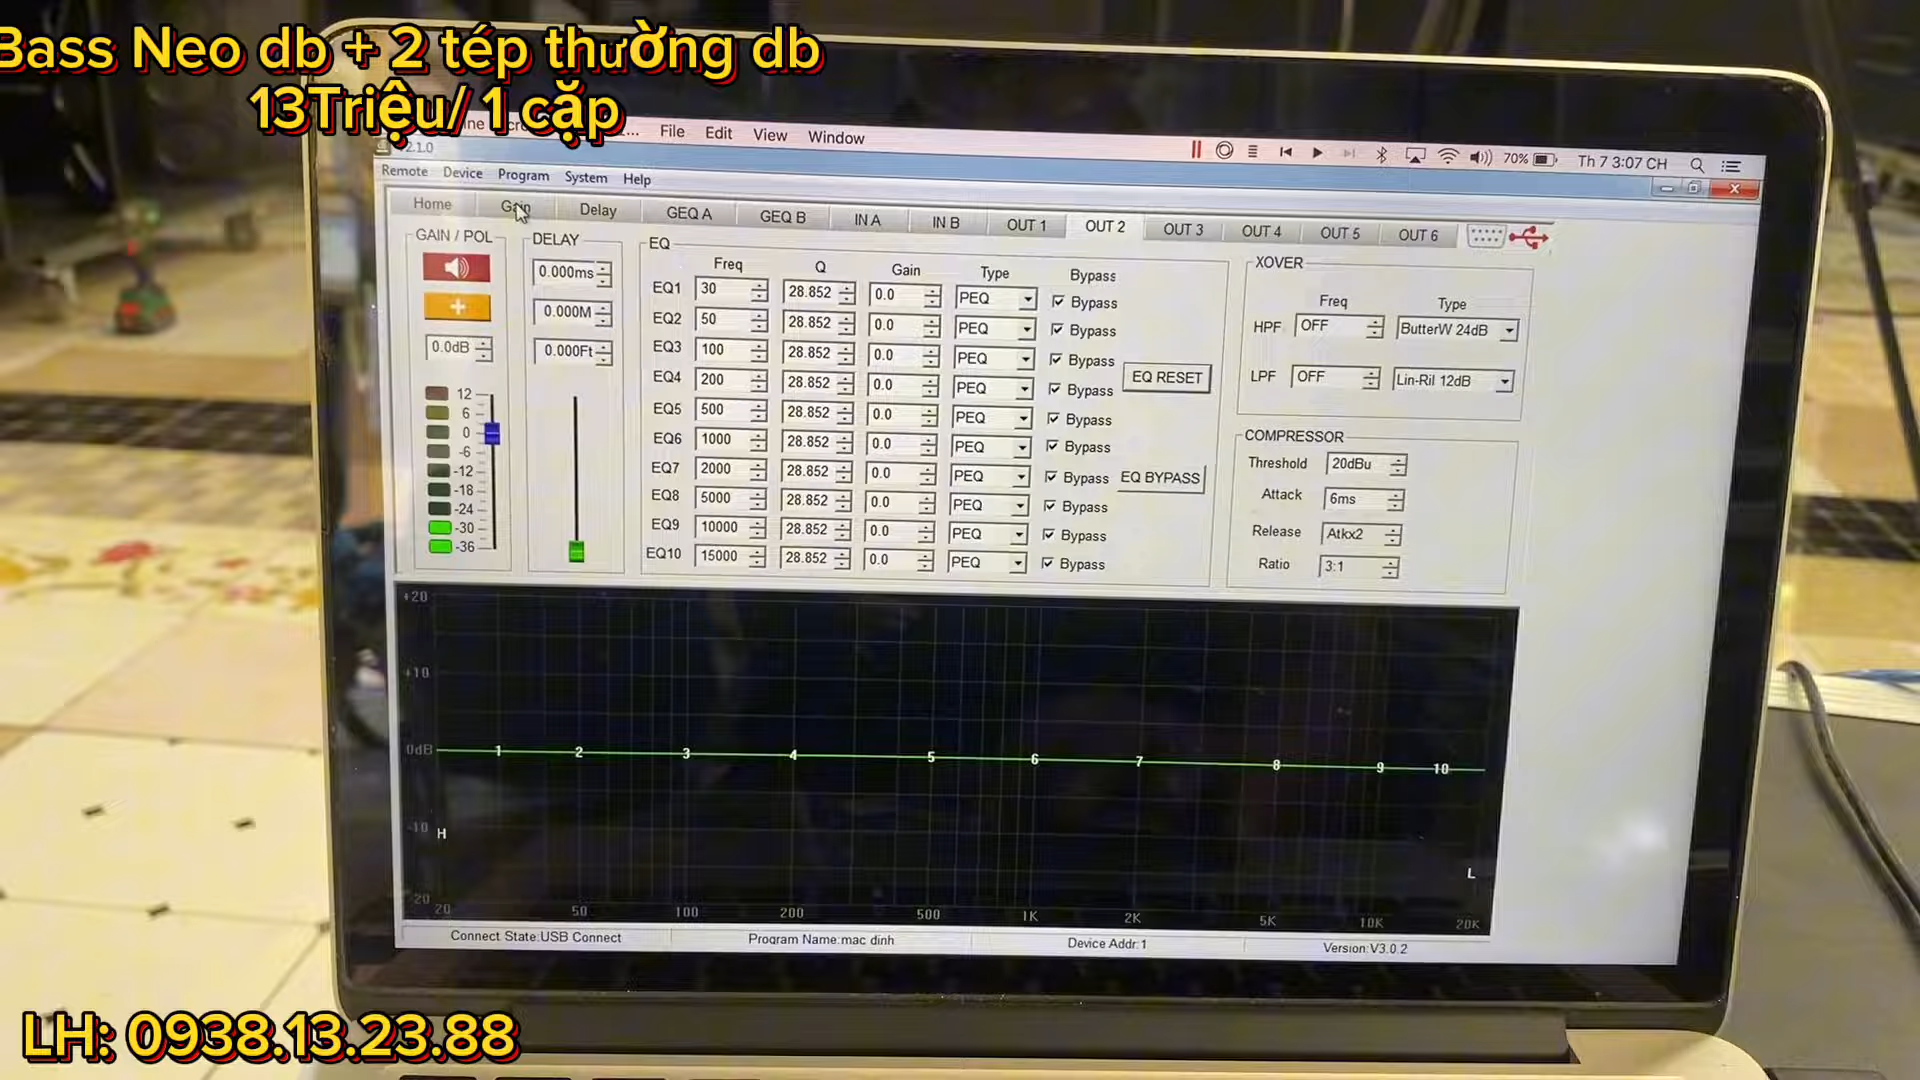 Bass Neo db + 2 tép thường db
13Triệu/ 1 cặp
... File Edit View Window
70% Th 7 3:07 CH
2.1.0
Remote Device Program System Help
Home Gain Delay GEQ A GEQ B IN A IN B OUT 1 OUT 2 OUT 3 OUT 4 OUT 5 OUT 6
GAIN / POL DELAY EQ XOVER
Freq Q Gain Type Bypass
EQ1 30 28.852 0.0 PEQ Bypass
EQ2 50 28.852 0.0 PEQ Bypass
EQ3 100 28.852 0.0 PEQ Bypass
EQ4 200 28.852 0.0 PEQ Bypass
EQ5 500 28.852 0.0 PEQ Bypass
EQ6 1000 28.852 0.0 PEQ Bypass
EQ7 2000 28.852 0.0 PEQ Bypass
EQ8 5000 28.852 0.0 PEQ Bypass
EQ9 10000 28.852 0.0 PEQ Bypass
EQ10 15000 28.852 0.0 PEQ Bypass
EQ RESET
EQ BYPASS
0.0dB
12
6
0
-6
-12
-18
-24
-30
-36
0.000ms
0.000M
0.000Ft
Freq Type
HPF OFF ButterW 24dB
LPF OFF Lin-Ril 12dB
COMPRESSOR
Threshold 20dBu
Attack 6ms
Release Atkx2
Ratio 3:1
+20
+10
0dB
-10
-20
1 2 3 4 5 6 7 8 9 10
H
L
20 50 100 200 500 1K 2K 5K 10K 20K
Connect State:USB Connect Program Name:mac dinh Device Addr:1 Version:V3.0.2
LH: 0938.13.23.88